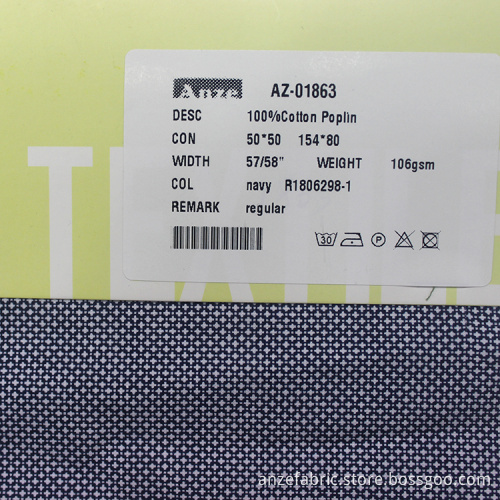 Anze AZ-01863
DESC 100%Cotton Poplin
CON 50*50 154*80
WIDTH 57/58" WEIGHT 106gsm
COL navy R1806298-1
REMARK regular
30 P
anzefabric.store.bossgoo.com